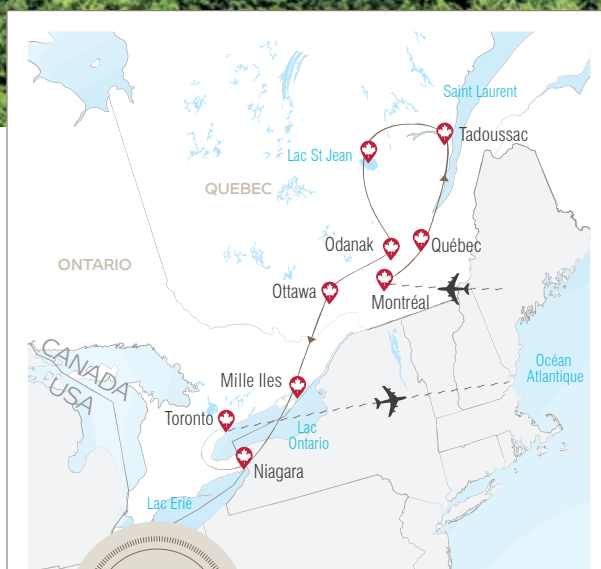 Saint Laurent
Tadoussac
Lac St Jean
QUEBEC
Odanak
Québec
ONTARIO
Ottawa
Montréal
CANADA
USA
Mille Iles
Océan
Atlantique
Toronto
Lac
Ontario
Niagara
Lac Erié